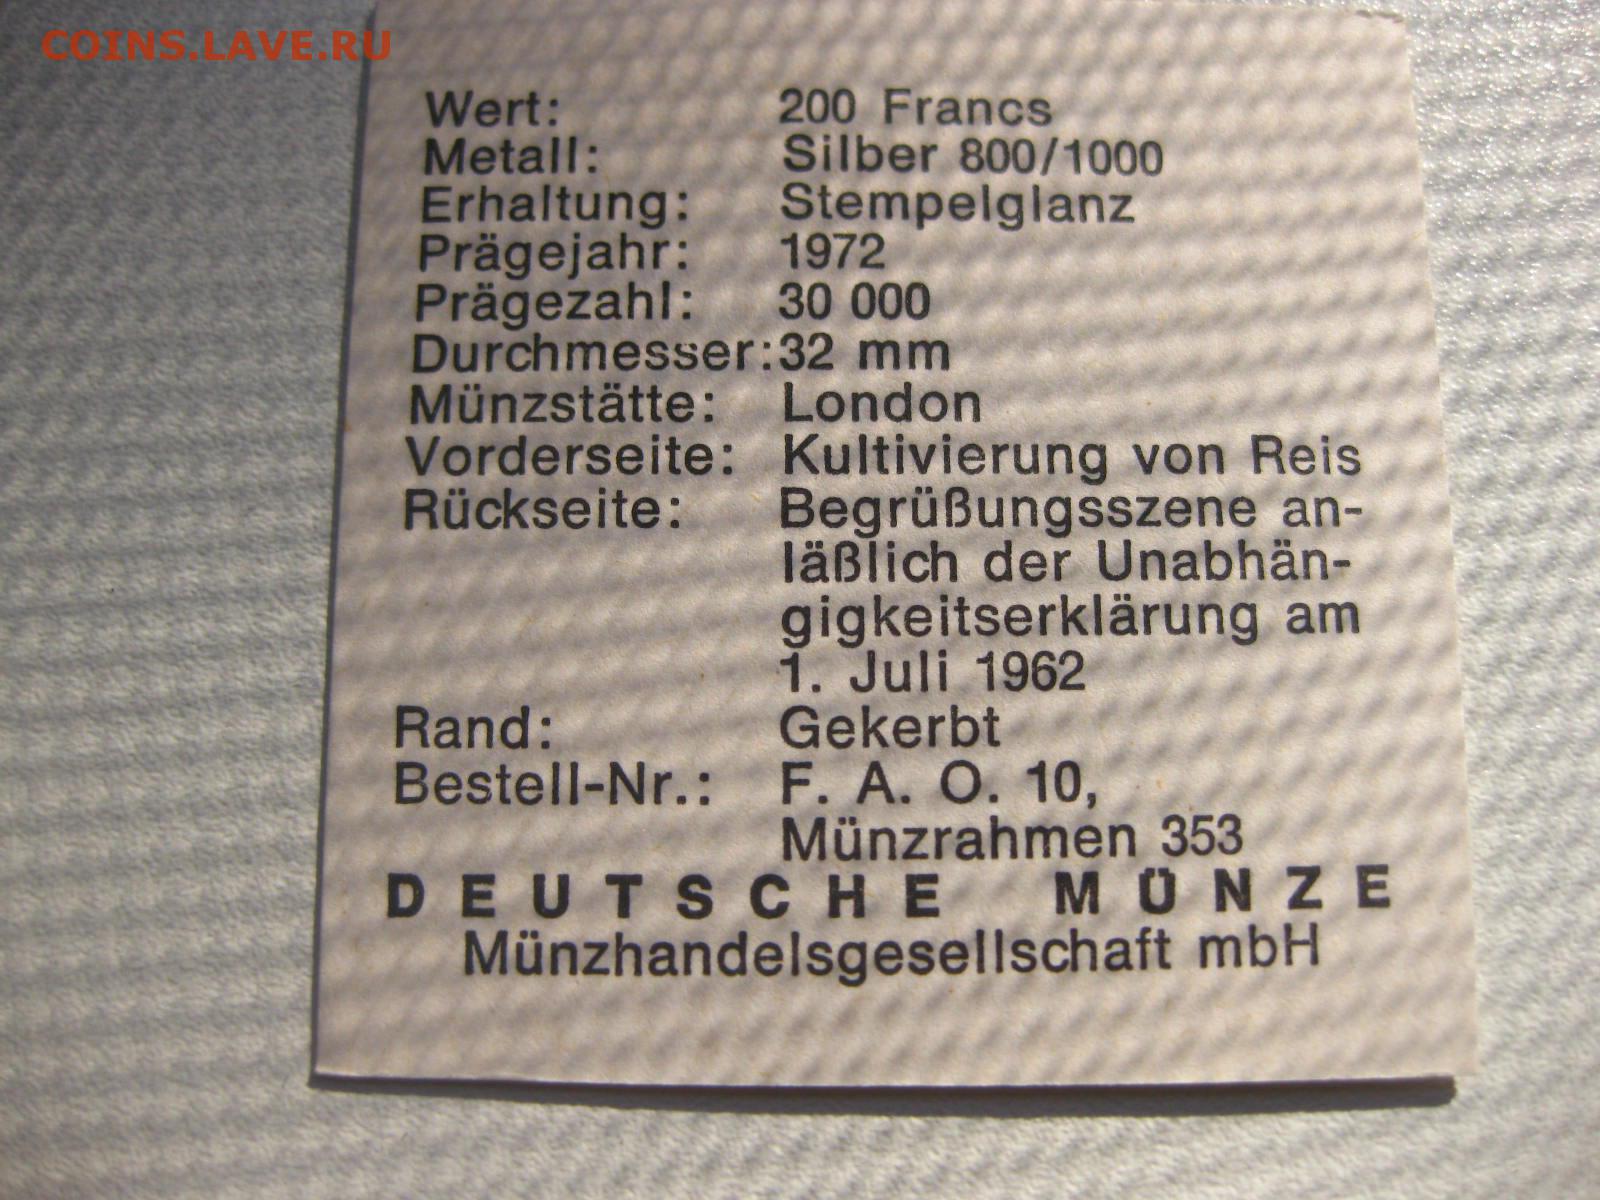 COINS.LAVE.RU
Wert: 200 Francs
Metall: Silber 800/1000
Erhaltung: Stempelglanz
Prägejahr: 1972
Prägezahl: 30 000
Durchmesser: 32 mm
Münzstätte: London
Vorderseite: Kultivierung von Reis
Rückseite: Begrüßungsszene an-
läßlich der Unabhän-
gigkeitserklärung am
1. Juli 1962
Rand: Gekerbt
Bestell-Nr.: F. A. O. 10,
Münzrahmen 353
DEUTSCHE MÜNZE
Münzhandelsgesellschaft mbH